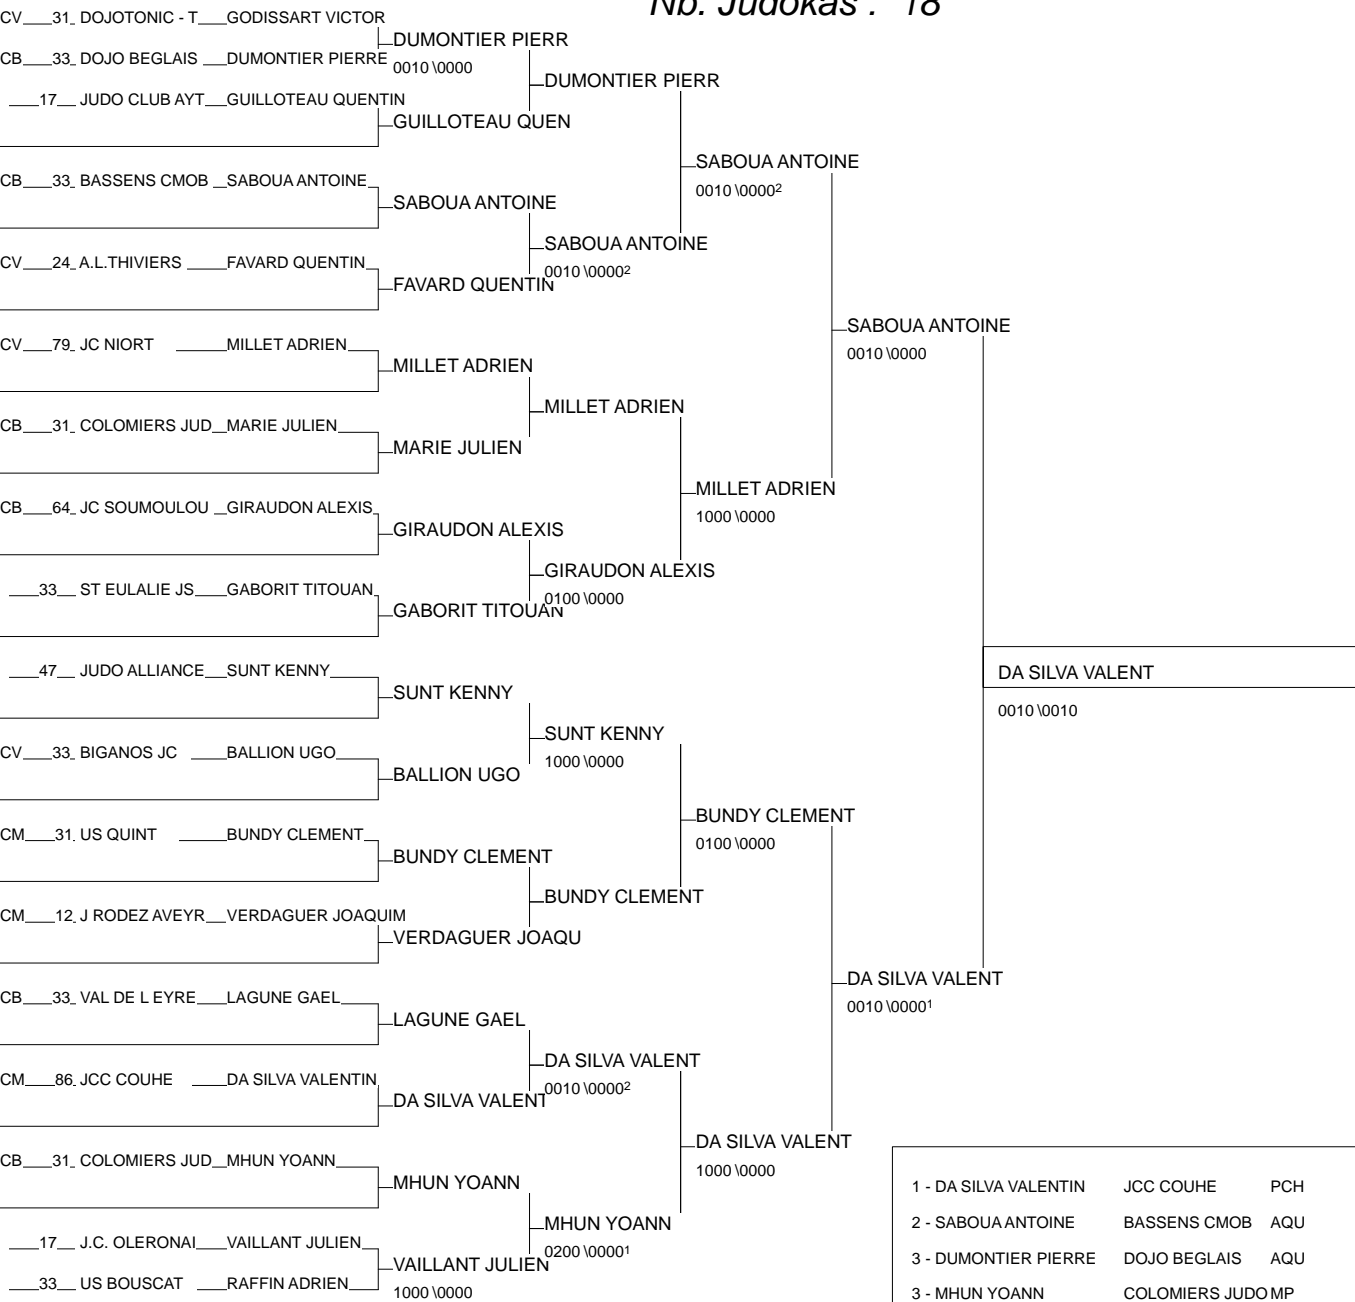 Nb. Judokas : 18
CV 31 DOJOTONIC - T GODISSART VICTOR
DUMONTIER PIERR
CB 33 DOJO BEGLAIS DUMONTIER PIERRE
0010 \0000
DUMONTIER PIERR
17 JUDO CLUB AYT GUILLOTEAU QUENTIN
GUILLOTEAU QUEN
SABOUA ANTOINE
0010 \0000²
CB 33 BASSENS CMOB SABOUA ANTOINE
SABOUA ANTOINE
SABOUA ANTOINE
0010 \0000²
CV 24 A.L.THIVIERS FAVARD QUENTIN
FAVARD QUENTIN
SABOUA ANTOINE
0010 \0000
CV 79 JC NIORT MILLET ADRIEN
MILLET ADRIEN
MILLET ADRIEN
CB 31 COLOMIERS JUD MARIE JULIEN
MARIE JULIEN
MILLET ADRIEN
1000 \0000
CB 64 JC SOUMOULOU GIRAUDON ALEXIS
GIRAUDON ALEXIS
GIRAUDON ALEXIS
0100 \0000
33 ST EULALIE JS GABORIT TITOUAN
GABORIT TITOUAN
DA SILVA VALENT
0010 \0010
47 JUDO ALLIANCE SUNT KENNY
SUNT KENNY
SUNT KENNY
1000 \0000
CV 33 BIGANOS JC BALLION UGO
BALLION UGO
BUNDY CLEMENT
0100 \0000
CM 31 US QUINT BUNDY CLEMENT
BUNDY CLEMENT
BUNDY CLEMENT
CM 12 J RODEZ AVEYR VERDAGUER JOAQUIM
VERDAGUER JOAQU
DA SILVA VALENT
0010 \0000¹
CB 33 VAL DE L EYRE LAGUNE GAEL
LAGUNE GAEL
DA SILVA VALENT
0010 \0000²
CM 86 JCC COUHE DA SILVA VALENTIN
DA SILVA VALENT
DA SILVA VALENT
1000 \0000
CB 31 COLOMIERS JUD MHUN YOANN
MHUN YOANN
MHUN YOANN
0200 \0000¹
17 J.C. OLERONAI VAILLANT JULIEN
VAILLANT JULIEN
33 US BOUSCAT RAFFIN ADRIEN
1000 \0000
1 - DA SILVA VALENTIN JCC COUHE PCH
2 - SABOUA ANTOINE BASSENS CMOB AQU
3 - DUMONTIER PIERRE DOJO BEGLAIS AQU
3 - MHUN YOANN COLOMIERS JUDO MP